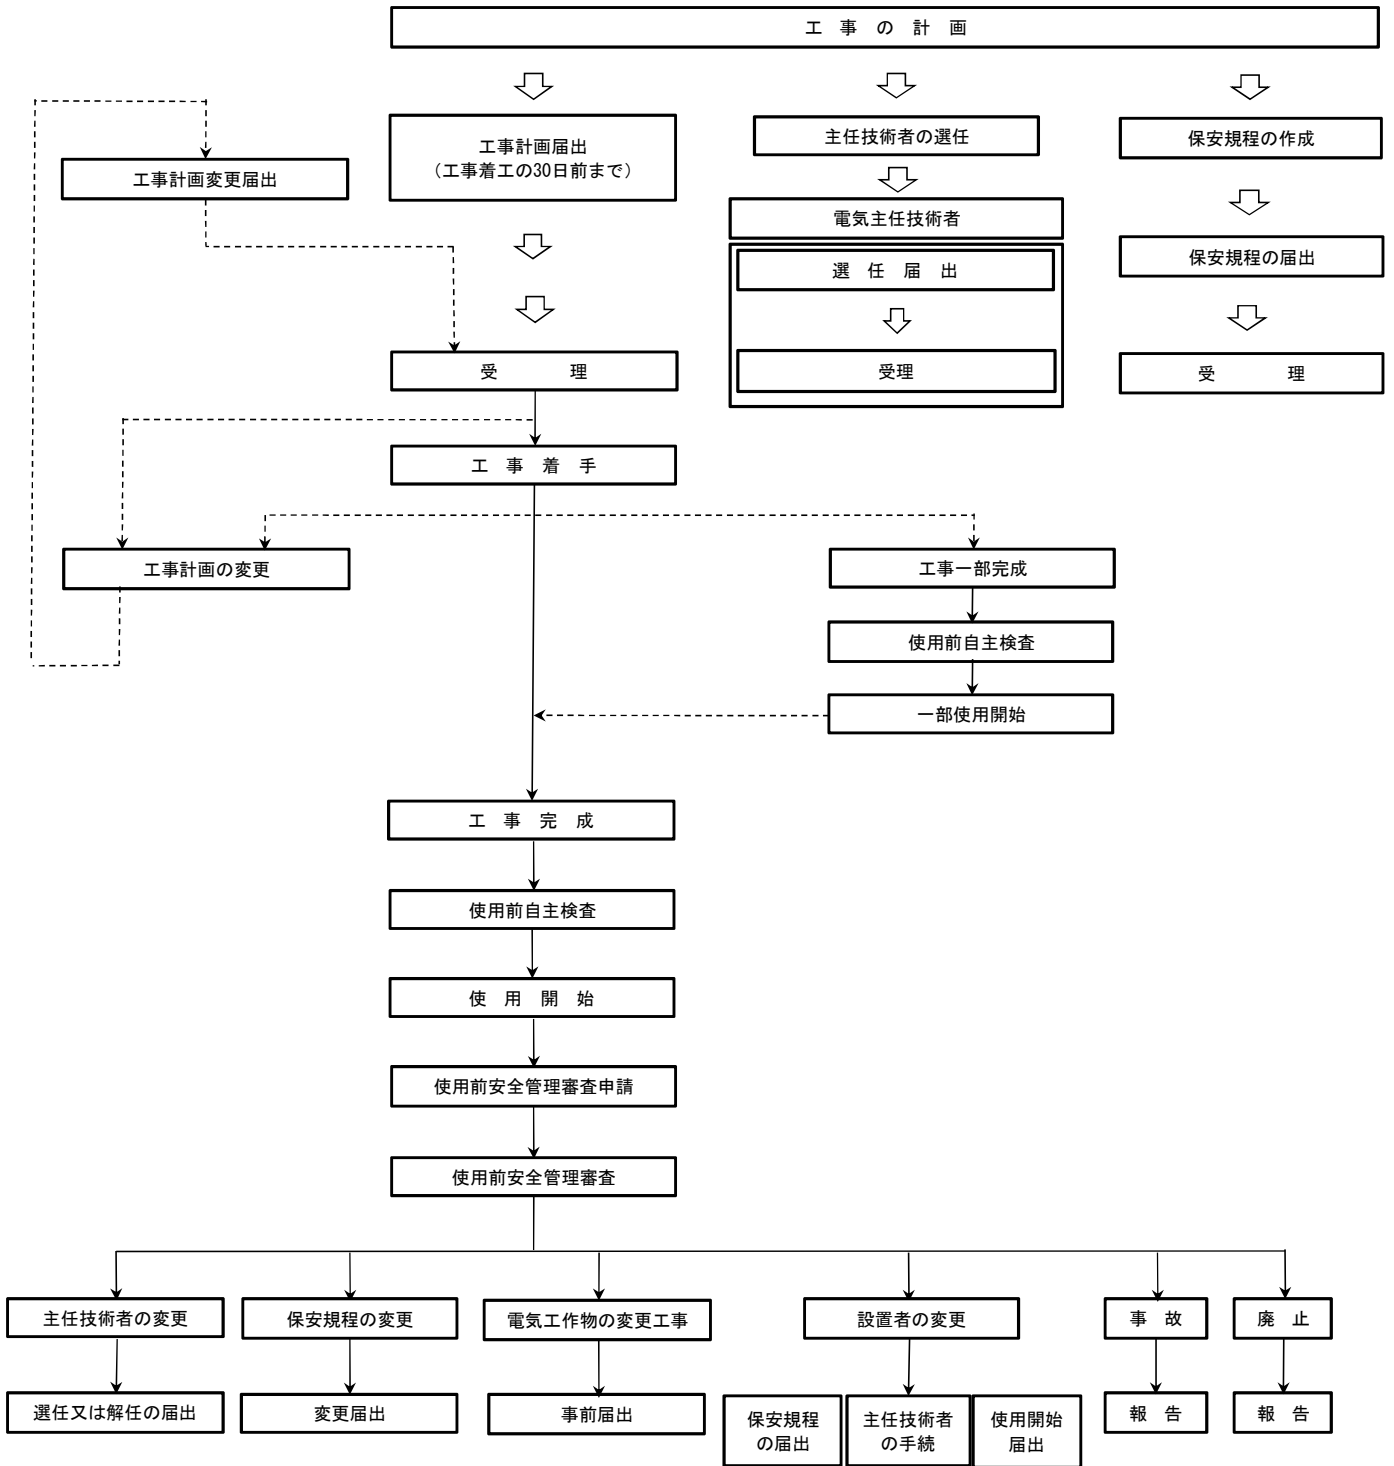 工 事 の 計 画
工事計画届出
（工事着工の30日前まで）
主任技術者の選任
保安規程の作成
工事計画変更届出
電気主任技術者
選 任 届 出
保安規程の届出
受 理
受理
受 理
工 事 着 手
工事計画の変更
工事一部完成
使用前自主検査
一部使用開始
工 事 完 成
使用前自主検査
使 用 開 始
使用前安全管理審査申請
使用前安全管理審査
主任技術者の変更
保安規程の変更
電気工作物の変更工事
設置者の変更
事 故
廃 止
選任又は解任の届出
変更届出
事前届出
保安規程
の届出
主任技術者
の手続
使用開始
届出
報 告
報 告